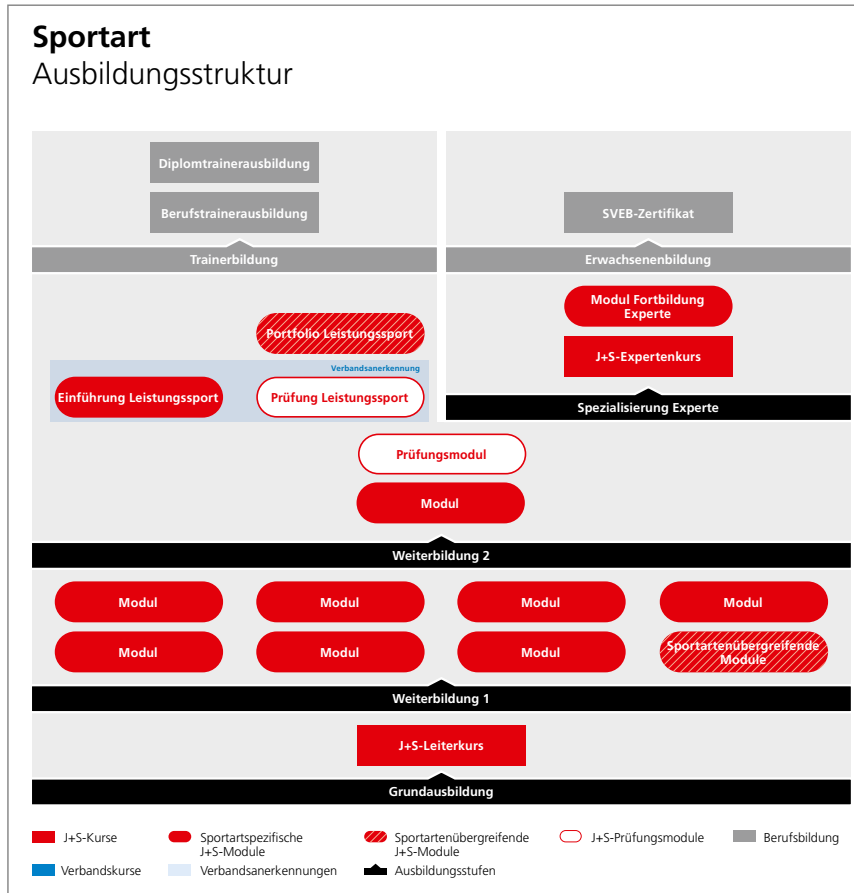 Sportart
Ausbildungsstruktur
Diplomtrainerausbildung
Berufstrainerausbildung
SVEB-Zertifikat
Trainerbildung
Erwachsenenbildung
Modul Fortbildung
Experte
Portfolio Leistungssport
J+S-Expertenkurs
Verbandsanerkennung
Einführung Leistungssport
Prüfung Leistungssport
Spezialisierung Experte
Prüfungsmodul
Modul
Weiterbildung 2
Modul
Modul
Modul
Modul
Modul
Modul
Modul
Sportartenübergreifende
Module
Weiterbildung 1
J+S-Leiterkurs
Grundausbildung
J+S-Kurse
Sportartspezifische
J+S-Module
Sportartenübergreifende
J+S-Module
J+S-Prüfungsmodule
Berufsbildung
Verbandskurse
Verbandsanerkennungen
Ausbildungsstufen